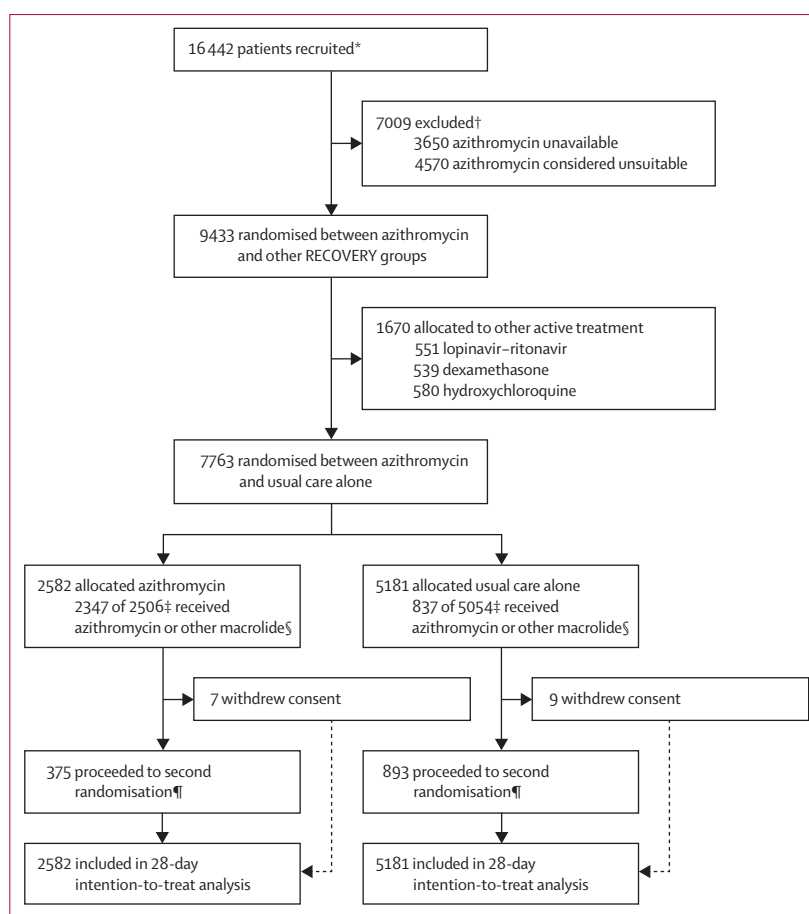 16 442 patients recruited*
7009 excluded†
3650 azithromycin unavailable
4570 azithromycin considered unsuitable
9433 randomised between azithromycin
and other RECOVERY groups
1670 allocated to other active treatment
551 lopinavir–ritonavir
539 dexamethasone
580 hydroxychloroquine
7763 randomised between azithromycin
and usual care alone
2582 allocated azithromycin
2347 of 2506‡ received
azithromycin or other macrolide§
5181 allocated usual care alone
837 of 5054‡ received
azithromycin or other macrolide§
7 withdrew consent
9 withdrew consent
375 proceeded to second
randomisation¶
893 proceeded to second
randomisation¶
2582 included in 28-day
intention-to-treat analysis
5181 included in 28-day
intention-to-treat analysis